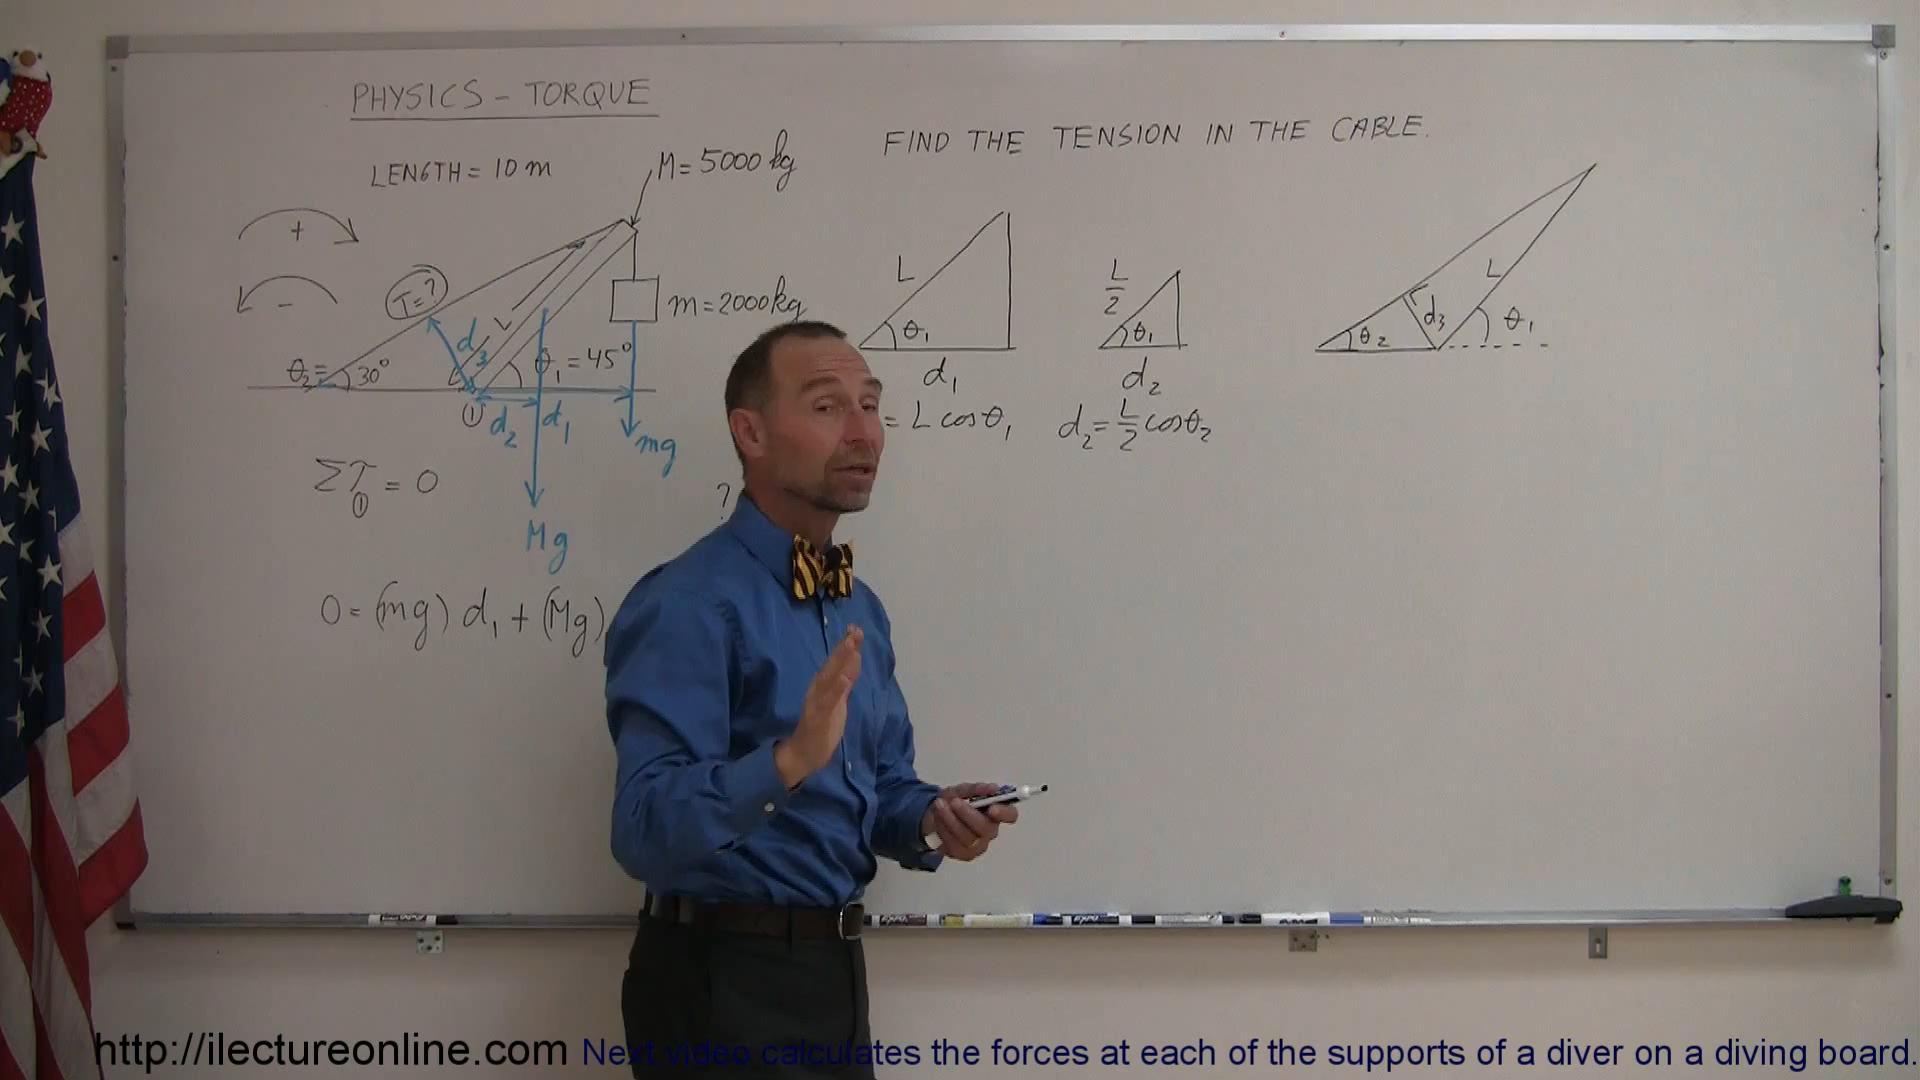 PHYSICS - TORQUE
FIND THE TENSION IN THE CABLE.
LENGTH = 10 m
M = 5000 kg
+
-
T = ?
m = 2000 kg
L
d3
θ2 = 30°
θ1 = 45°
①
d2
d1
mg
Mg
L
θ1
d1
= L cos θ1
L/2
θ1
d2
d2 = L/2 cos θ2
L
d3
θ2
θ1
Στ① = 0
?
0 = (mg) d1 + (Mg)
http://ilectureonline.com Next video calculates the forces at each of the supports of a diver on a diving board.